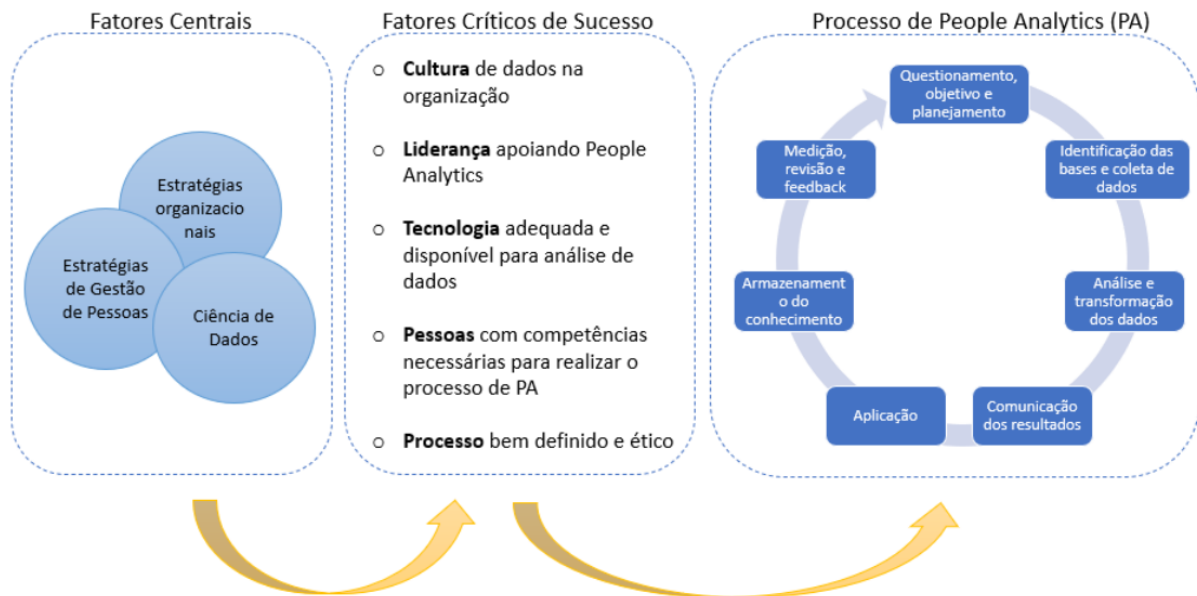 Fatores Centrais
Estratégias
organizacio
nais
Estratégias
de Gestão
de Pessoas
Ciência de
Dados
Fatores Críticos de Sucesso
o Cultura de dados na
organização
o Liderança apoiando People
Analytics
o Tecnologia adequada e
disponível para análise de
dados
o Pessoas com competências
necessárias para realizar o
processo de PA
o Processo bem definido e ético
Processo de People Analytics (PA)
Questionamento,
objetivo e
planejamento
Identificação das
bases e coleta de
dados
Análise e
transformação
dos dados
Comunicação
dos resultados
Aplicação
Armazenament
o do
conhecimento
Medição,
revisão e
feedback